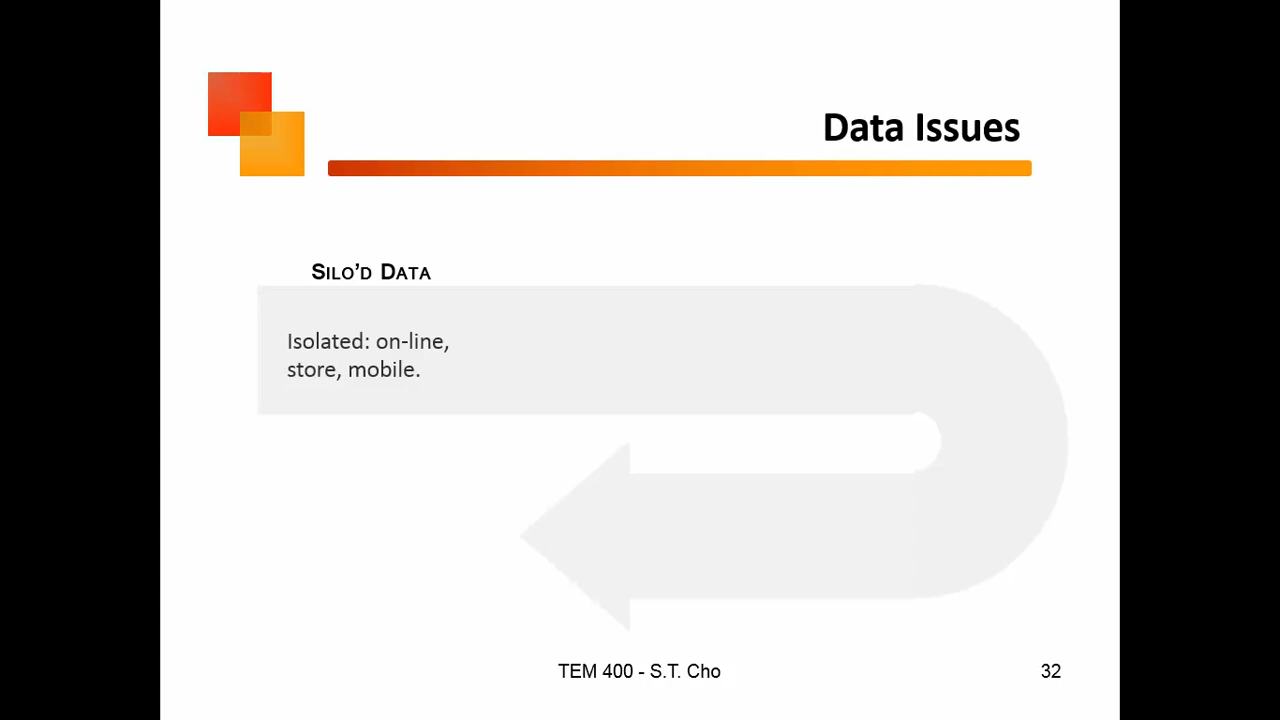 Data Issues
Silo’d Data
Isolated: on-line,
store, mobile.
TEM 400 - S.T. Cho
32